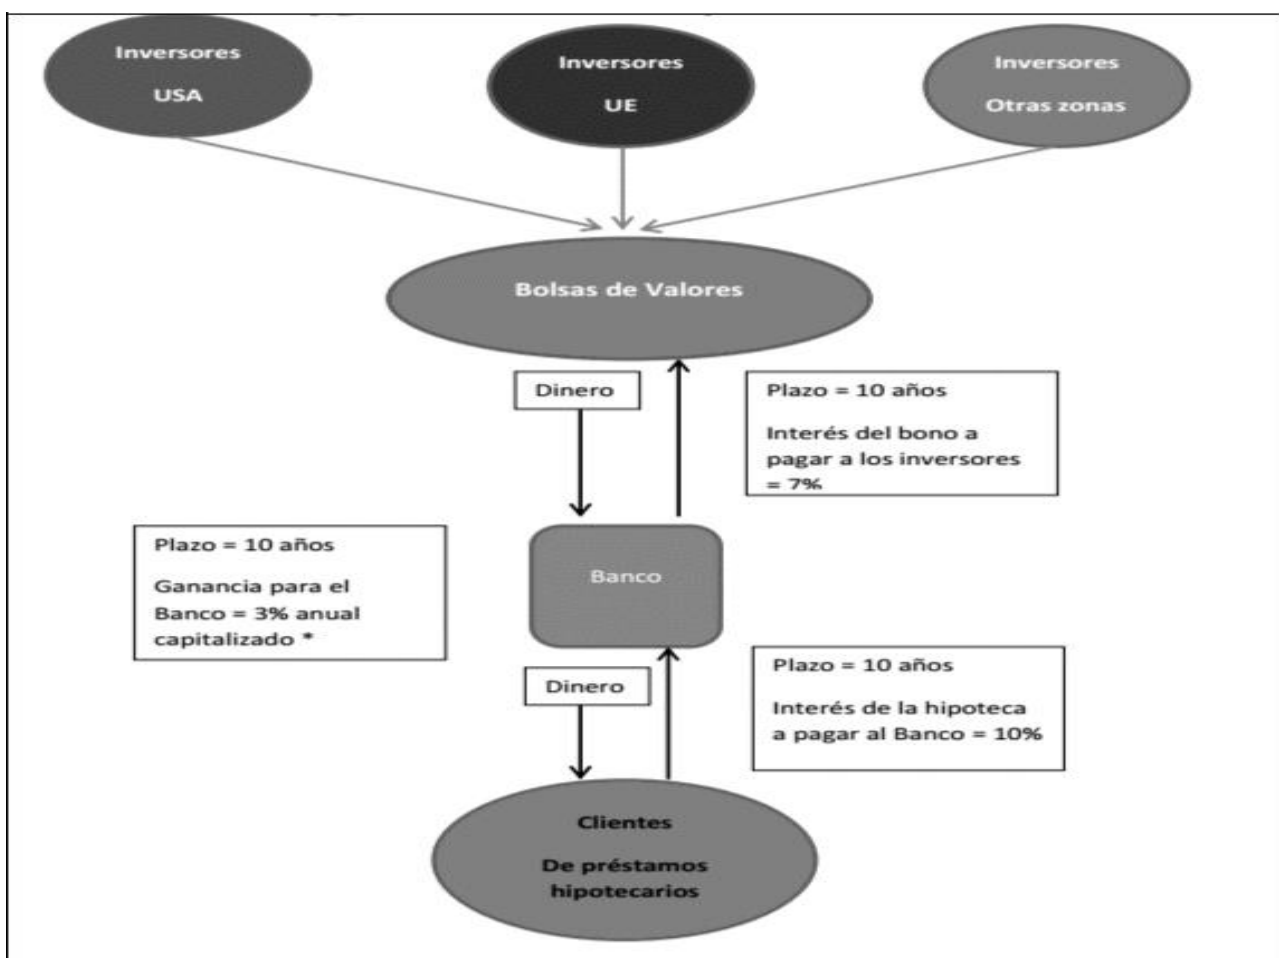 Inversores
USA
Inversores
UE
Inversores
Otras zonas
Bolsas de Valores
Dinero
Plazo = 10 años
Interés del bono a
pagar a los inversores
= 7%
Plazo = 10 años
Ganancia para el
Banco = 3% anual
capitalizado *
Banco
Dinero
Plazo = 10 años
Interés de la hipoteca
a pagar al Banco = 10%
Clientes
De préstamos
hipotecarios